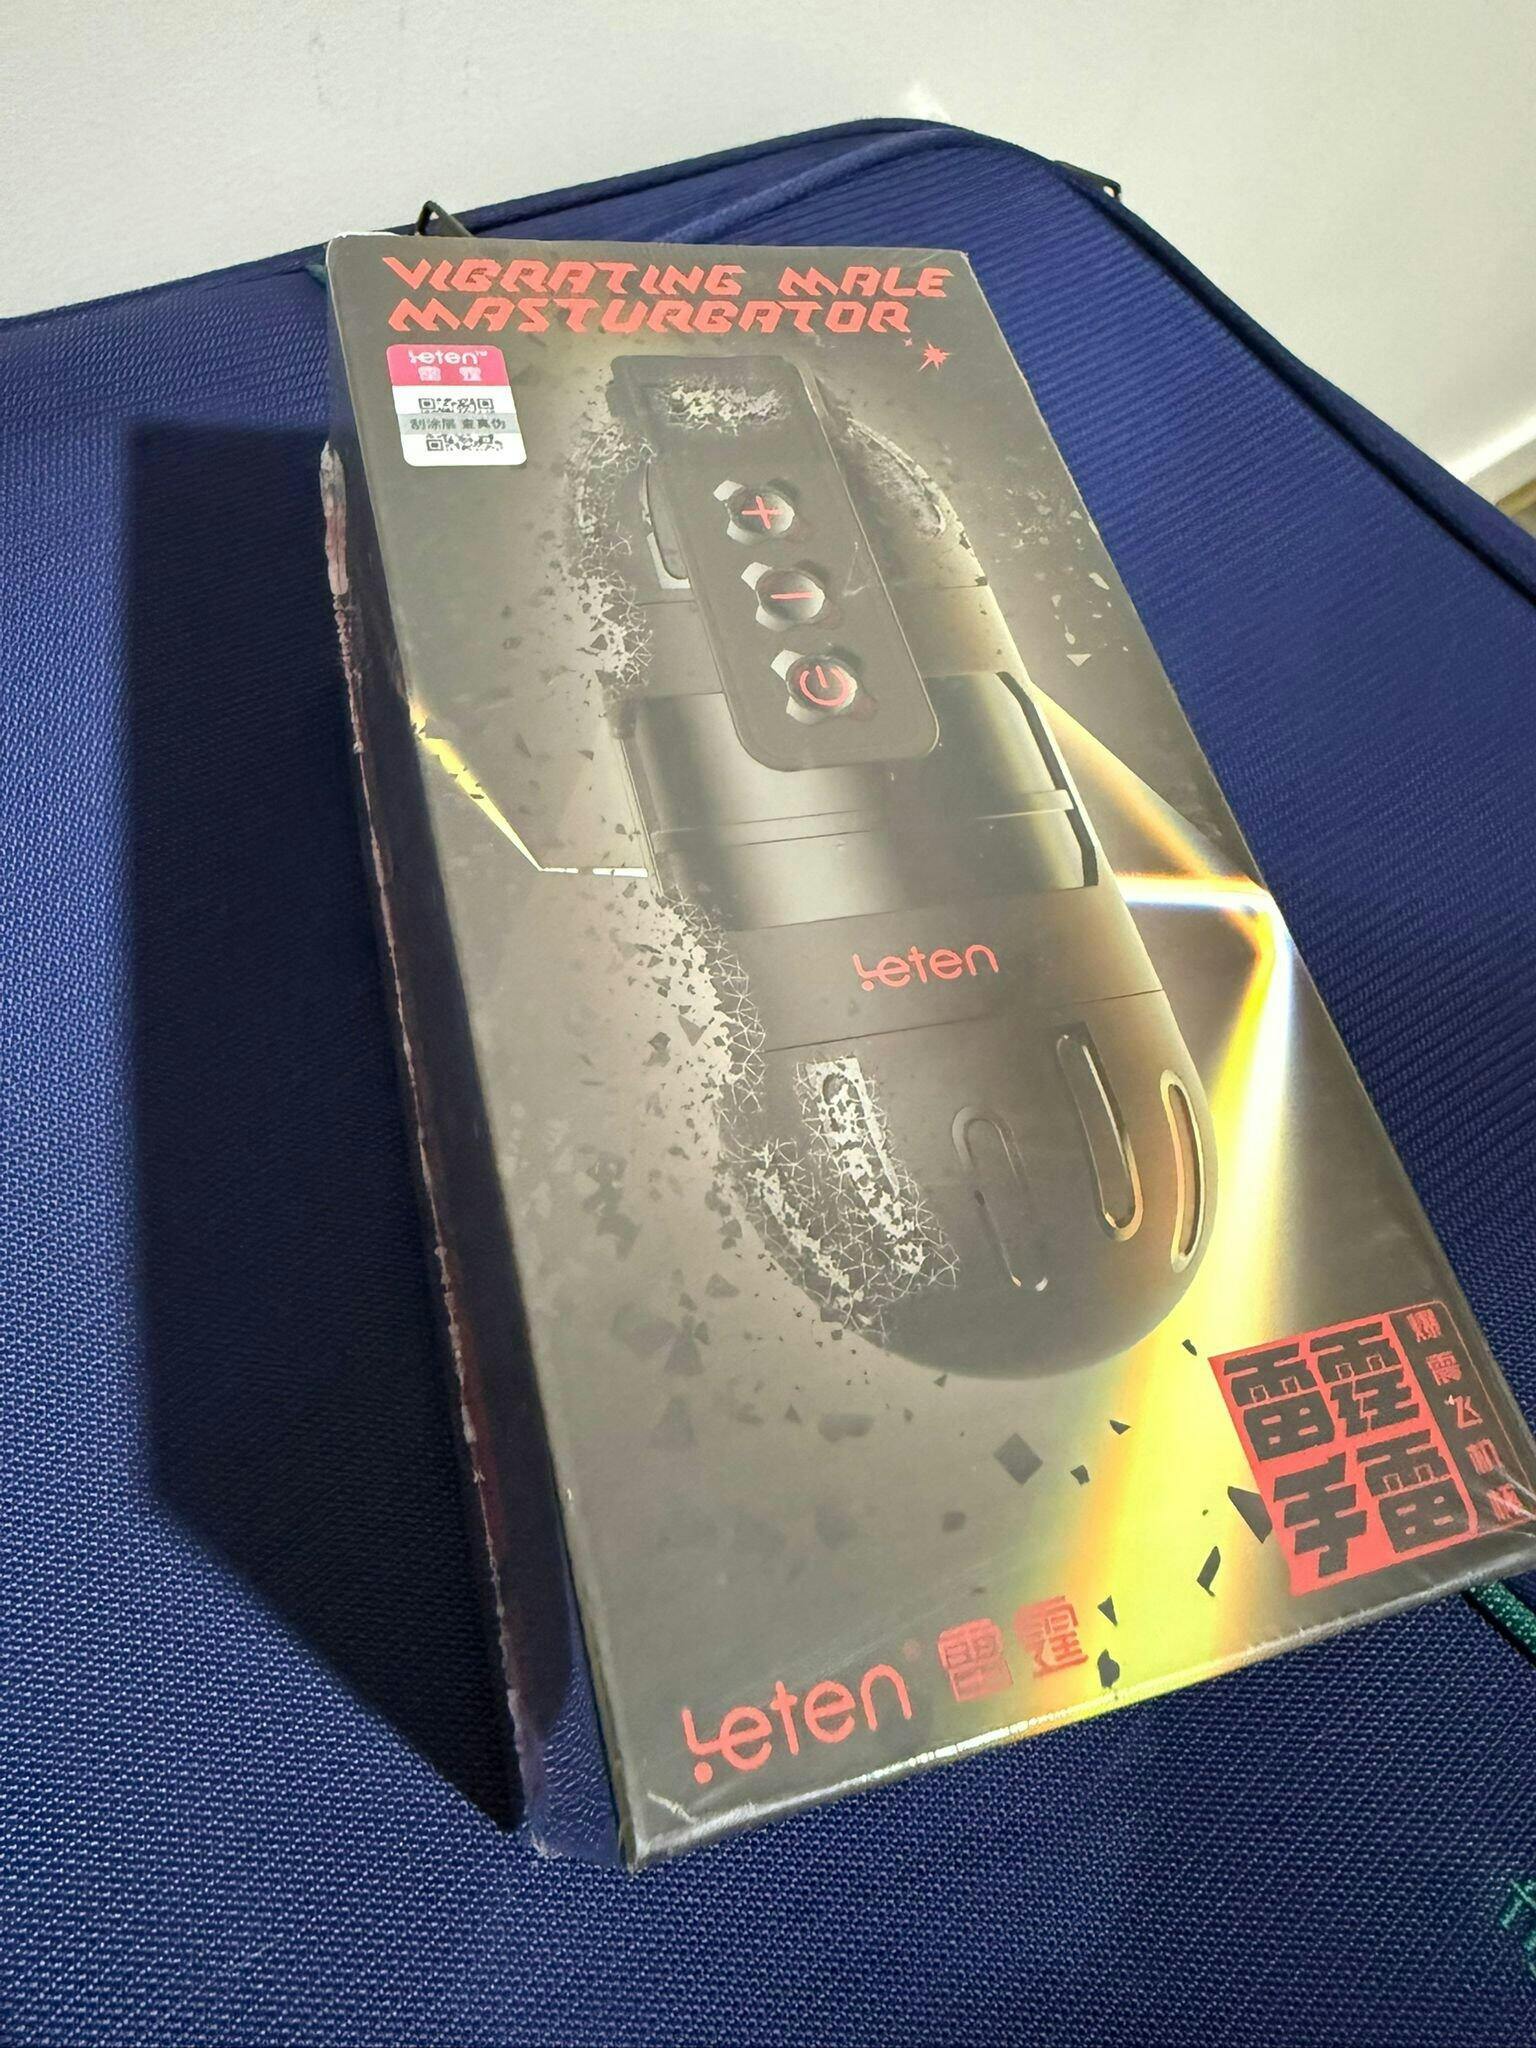 VIBRATING MALE
MASTURBATOR
leten™
雷霆
刮涂层 查真伪
leten
雷霆
手雷
爆震飞机杯
leten® 雷霆